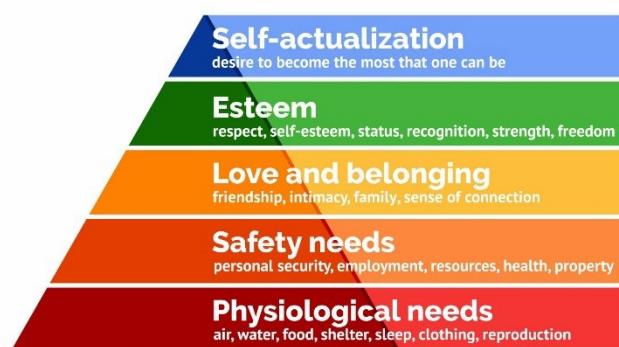 Self-actualization
desire to become the most that one can be
Esteem
respect, self-esteem, status, recognition, strength, freedom
Love and belonging
friendship, intimacy, family, sense of connection
Safety needs
personal security, employment, resources, health, property
Physiological needs
air, water, food, shelter, sleep, clothing, reproduction